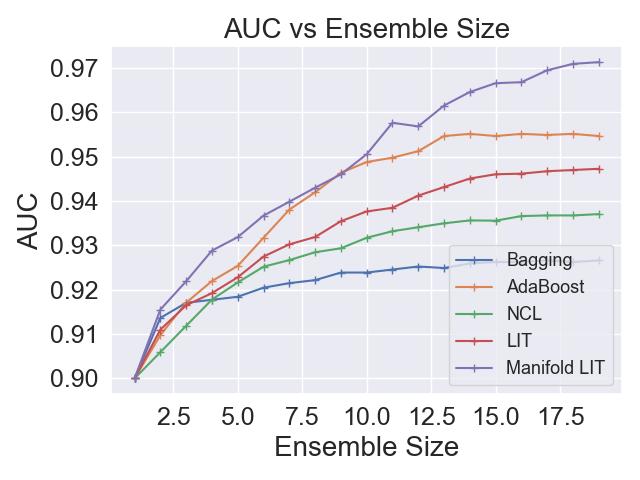 AUC vs Ensemble Size
AUC
0.97
0.96
0.95
0.94
0.93
0.92
0.91
0.90
Bagging
AdaBoost
NCL
LIT
Manifold LIT
2.5 5.0 7.5 10.0 12.5 15.0 17.5
Ensemble Size